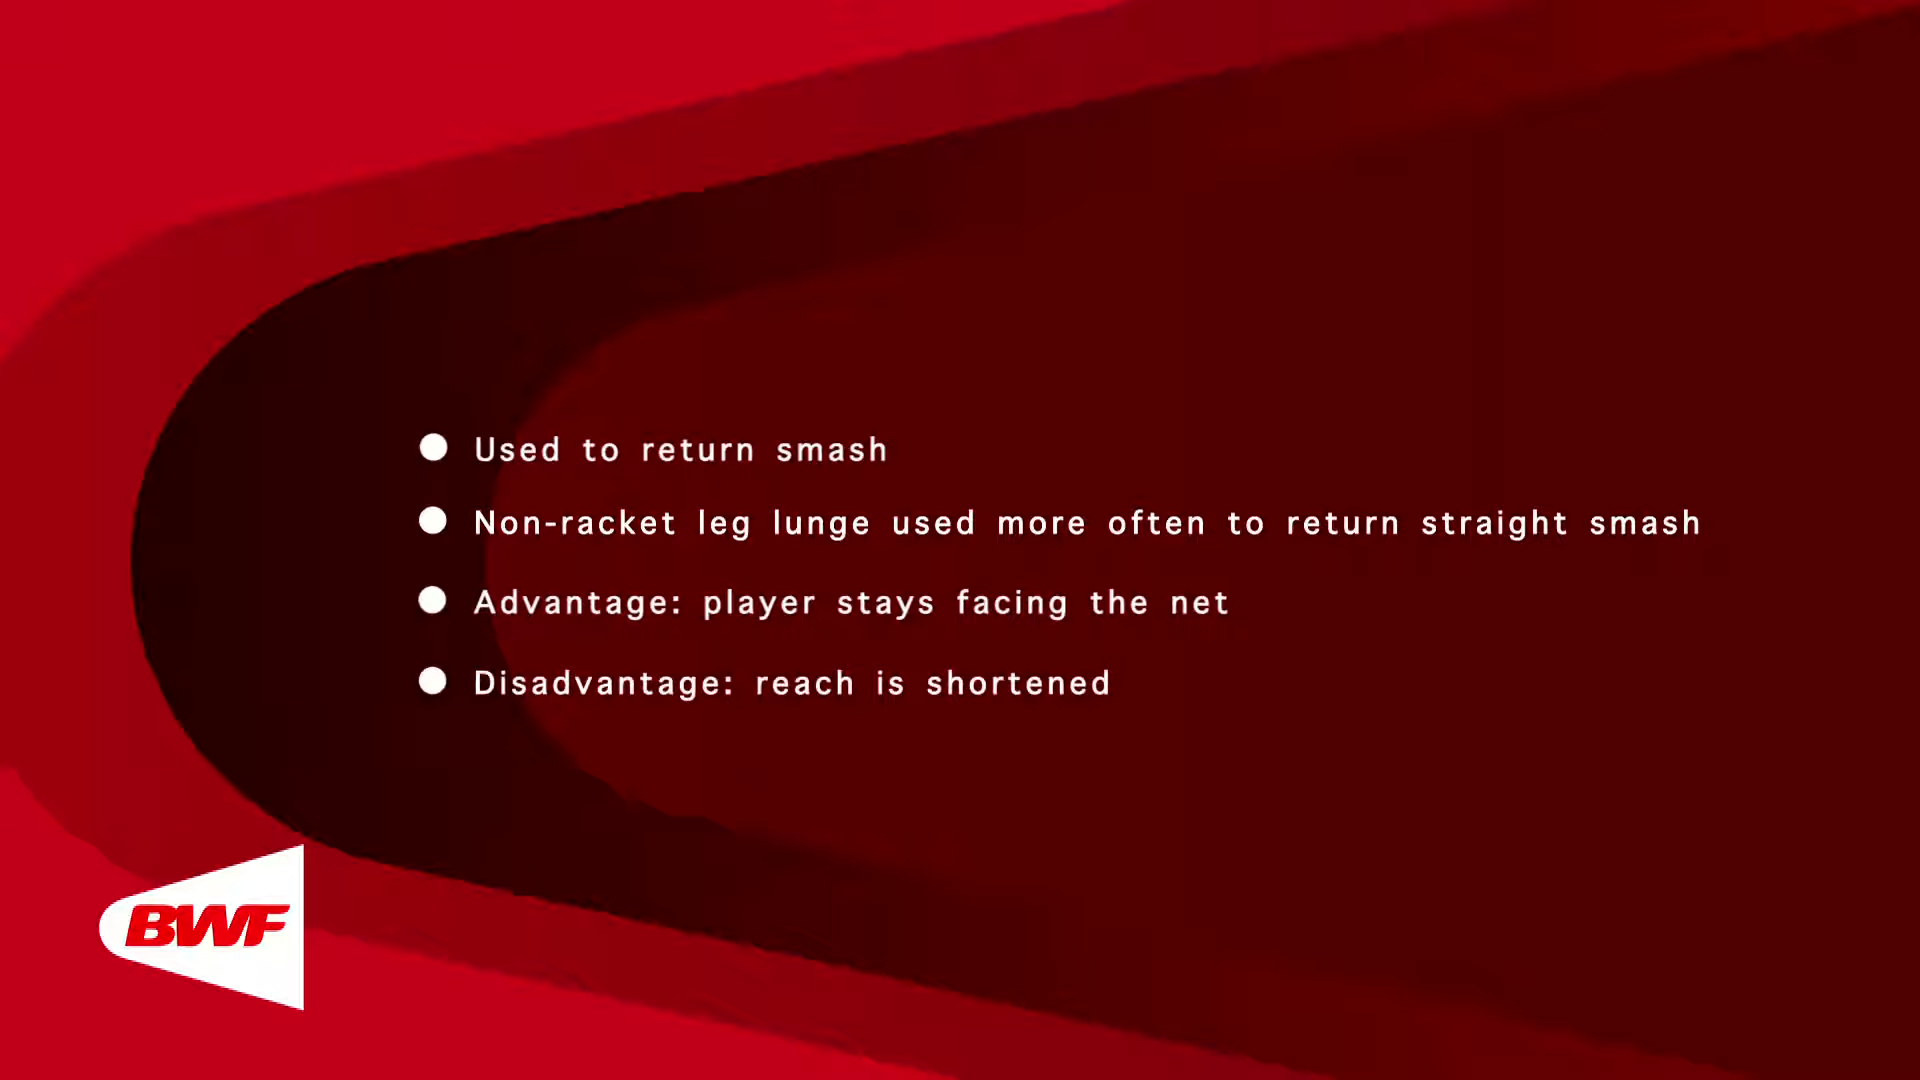 Used to return smash
Non-racket leg lunge used more often to return straight smash
Advantage: player stays facing the net
Disadvantage: reach is shortened
BWF